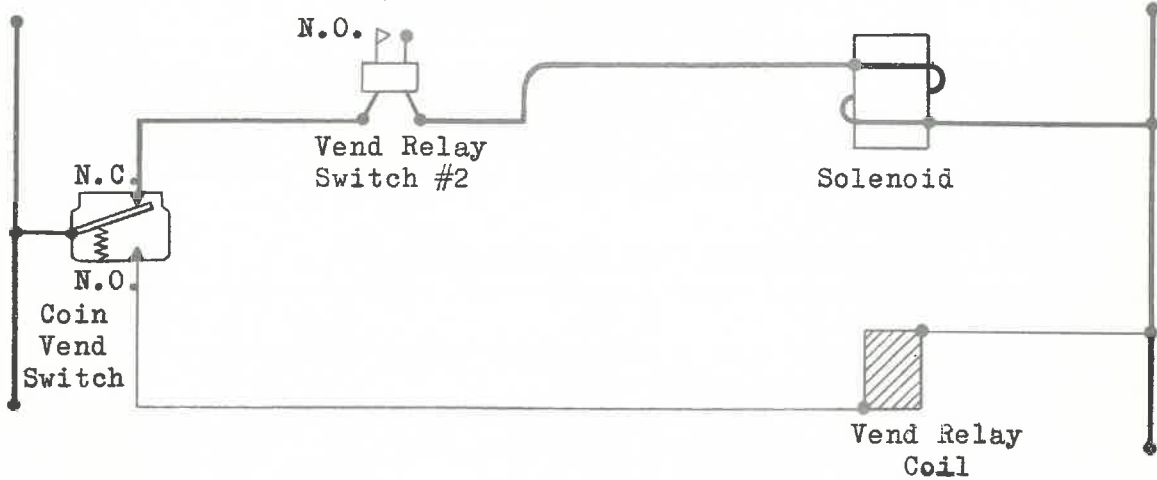 N.O.
Vend Relay
Switch #2
Solenoid
N.C.
N.O.
Coin
Vend
Switch
Vend Relay
Coil